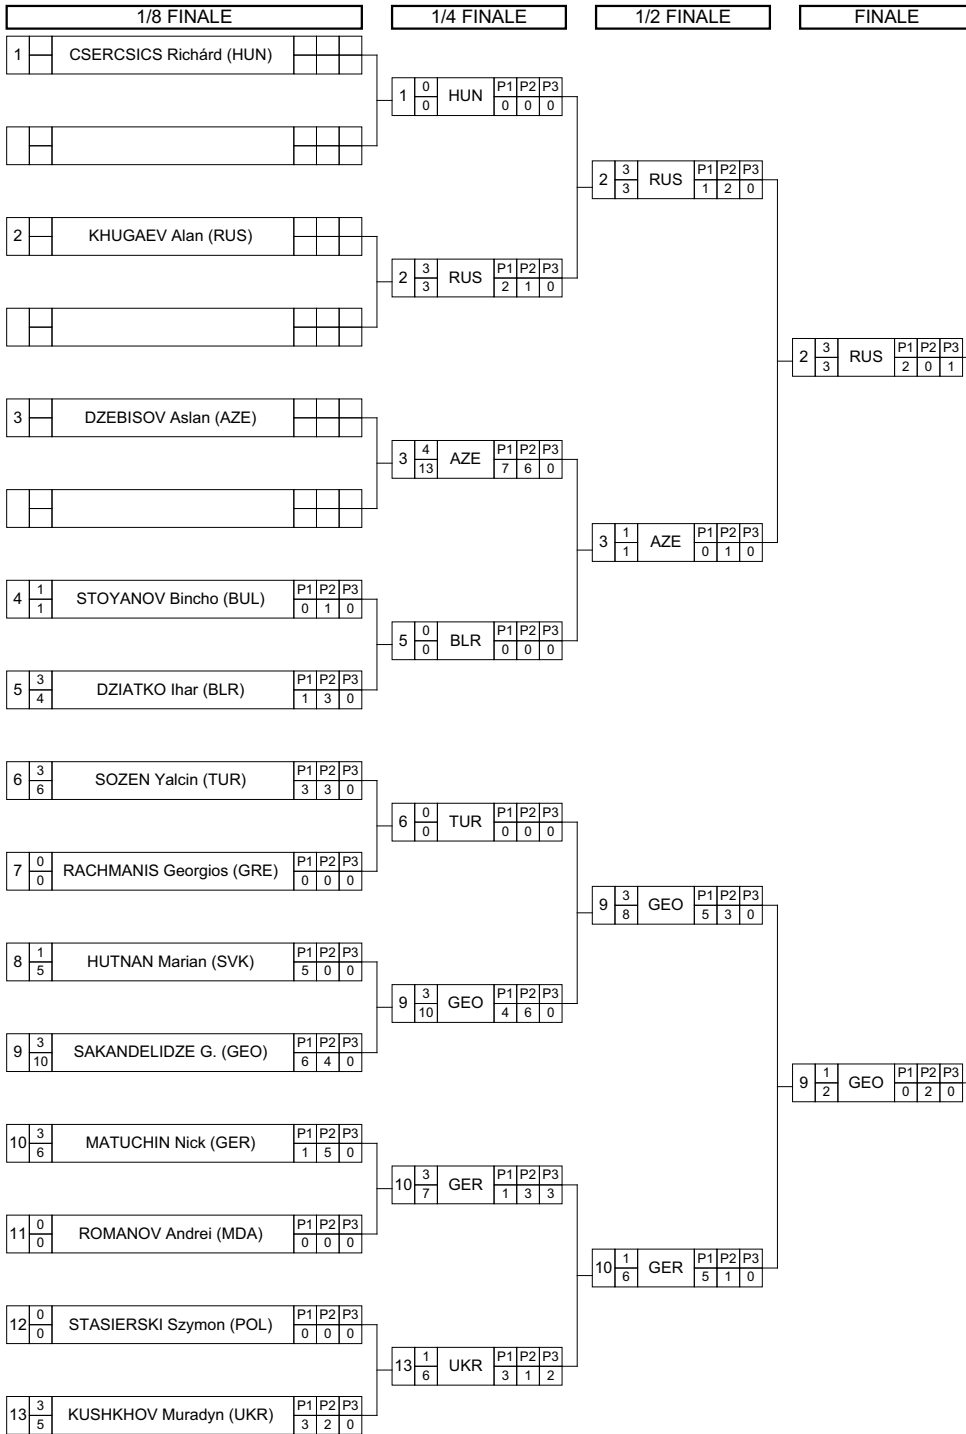 1/8 FINALE 1/4 FINALE 1/2 FINALE FINALE
1 CSERCSICS Richárd (HUN)
1 0 0 HUN P1 P2 P3 0 0 0
2 3 3 RUS P1 P2 P3 1 2 0
2 KHUGAEV Alan (RUS)
2 3 3 RUS P1 P2 P3 2 1 0
2 3 3 RUS P1 P2 P3 2 0 1
3 DZEBISOV Aslan (AZE)
3 4 13 AZE P1 P2 P3 7 6 0
3 1 1 AZE P1 P2 P3 0 1 0
4 1 1 STOYANOV Bincho (BUL) P1 P2 P3 0 1 0
5 0 0 BLR P1 P2 P3 0 0 0
5 3 4 DZIATKO Ihar (BLR) P1 P2 P3 1 3 0
6 3 6 SOZEN Yalcin (TUR) P1 P2 P3 3 3 0
6 0 0 TUR P1 P2 P3 0 0 0
7 0 0 RACHMANIS Georgios (GRE) P1 P2 P3 0 0 0
9 3 8 GEO P1 P2 P3 5 3 0
8 1 5 HUTNAN Marian (SVK) P1 P2 P3 5 0 0
9 3 10 GEO P1 P2 P3 4 6 0
9 3 10 SAKANDELIDZE G. (GEO) P1 P2 P3 6 4 0
9 1 2 GEO P1 P2 P3 0 2 0
10 3 6 MATUCHIN Nick (GER) P1 P2 P3 1 5 0
10 3 7 GER P1 P2 P3 1 3 3
11 0 0 ROMANOV Andrei (MDA) P1 P2 P3 0 0 0
10 1 6 GER P1 P2 P3 5 1 0
12 0 0 STASIERSKI Szymon (POL) P1 P2 P3 0 0 0
13 1 6 UKR P1 P2 P3 3 1 2
13 3 5 KUSHKHOV Muradyn (UKR) P1 P2 P3 3 2 0